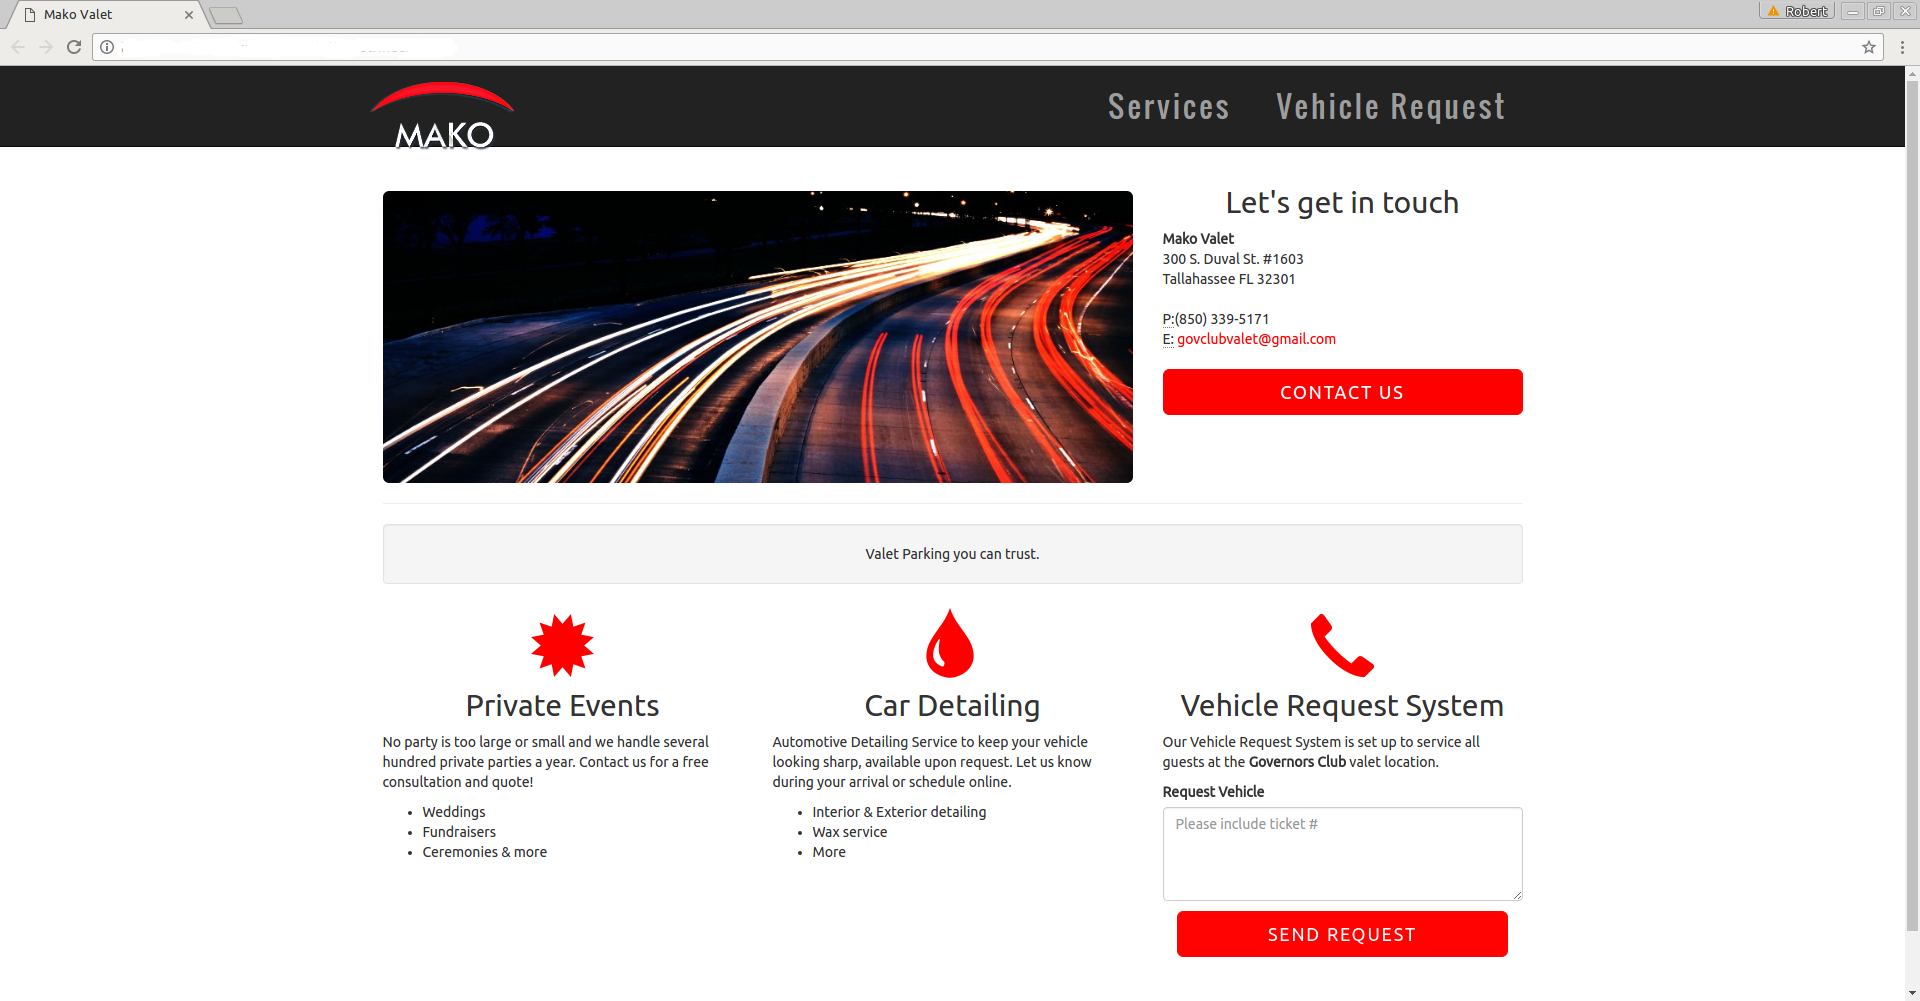 Mako Valet
Robert
MAKO
Services
Vehicle Request
Let's get in touch
Mako Valet
300 S. Duval St. #1603
Tallahassee FL 32301
P:(850) 339-5171
E: govclubvalet@gmail.com
CONTACT US
Valet Parking you can trust.
Private Events
No party is too large or small and we handle several
hundred private parties a year. Contact us for a free
consultation and quote!
• Weddings
• Fundraisers
• Ceremonies & more
Car Detailing
Automotive Detailing Service to keep your vehicle
looking sharp, available upon request. Let us know
during your arrival or schedule online.
• Interior & Exterior detailing
• Wax service
• More
Vehicle Request System
Our Vehicle Request System is set up to service all
guests at the Governors Club valet location.
Request Vehicle
Please include ticket #
SEND REQUEST